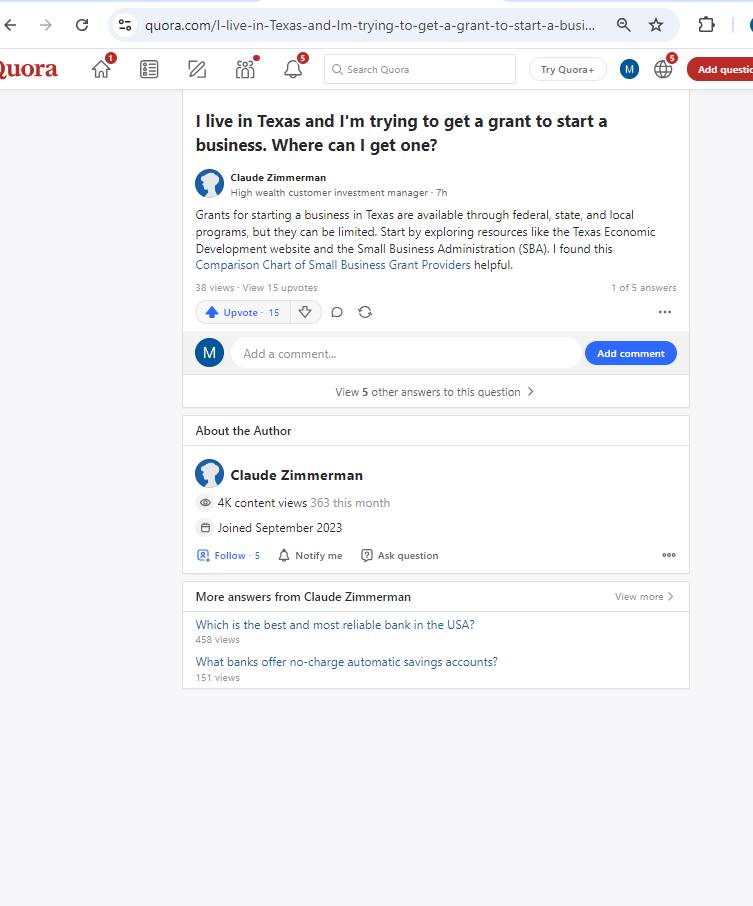 quora.com/I-live-in-Texas-and-Im-trying-to-get-a-grant-to-start-a-busi...
Quora
1
5
Search Quora
Try Quora+
M
5
Add questic
I live in Texas and I'm trying to get a grant to start a
business. Where can I get one?
Claude Zimmerman
High wealth customer investment manager · 7h
Grants for starting a business in Texas are available through federal, state, and local
programs, but they can be limited. Start by exploring resources like the Texas Economic
Development website and the Small Business Administration (SBA). I found this
Comparison Chart of Small Business Grant Providers helpful.
38 views · View 15 upvotes
1 of 5 answers
Upvote · 15
M
Add a comment...
Add comment
View 5 other answers to this question
About the Author
Claude Zimmerman
4K content views 363 this month
Joined September 2023
Follow · 5
Notify me
Ask question
More answers from Claude Zimmerman
View more
Which is the best and most reliable bank in the USA?
458 views
What banks offer no-charge automatic savings accounts?
151 views